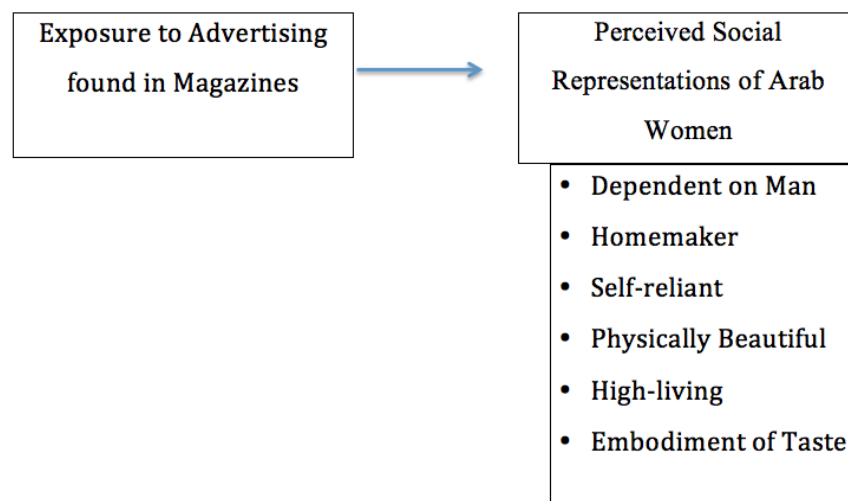 Exposure to Advertising
found in Magazines
Perceived Social
Representations of Arab
Women
• Dependent on Man
• Homemaker
• Self-reliant
• Physically Beautiful
• High-living
• Embodiment of Taste